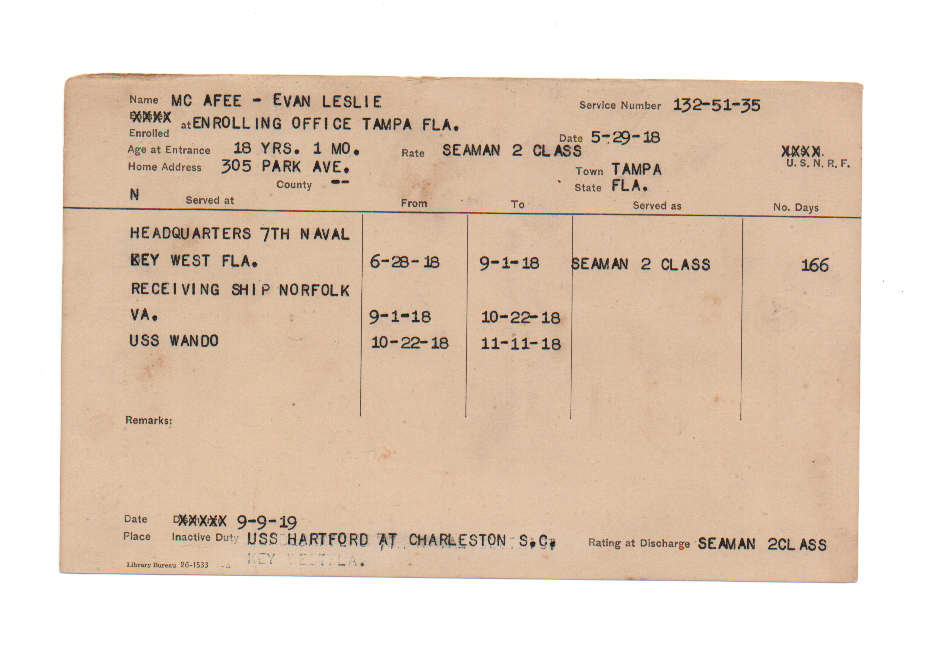 Name MC AFEE - EVAN LESLIE Service Number 132-51-35
XXXX
Enrolled at ENROLLING OFFICE TAMPA FLA. Date 5-29-18
Age at Entrance 18 YRS. 1 MO. Rate SEAMAN 2 CLASS XXXX. U. S. N. R. F.
Home Address 305 PARK AVE. Town TAMPA
County -- State FLA.
N Served at From To Served as No. Days
HEADQUARTERS 7TH NAVAL
KEY WEST FLA. 6-28-18 9-1-18 SEAMAN 2 CLASS 166
RECEIVING SHIP NORFOLK
VA. 9-1-18 10-22-18
USS WANDO 10-22-18 11-11-18
Remarks:
Date XXXXX 9-9-19
Place Inactive Duty USS HARTFORD AT CHARLESTON S.C. Rating at Discharge SEAMAN 2CLASS
KEY WEST FLA.
Library Bureau 26-1533